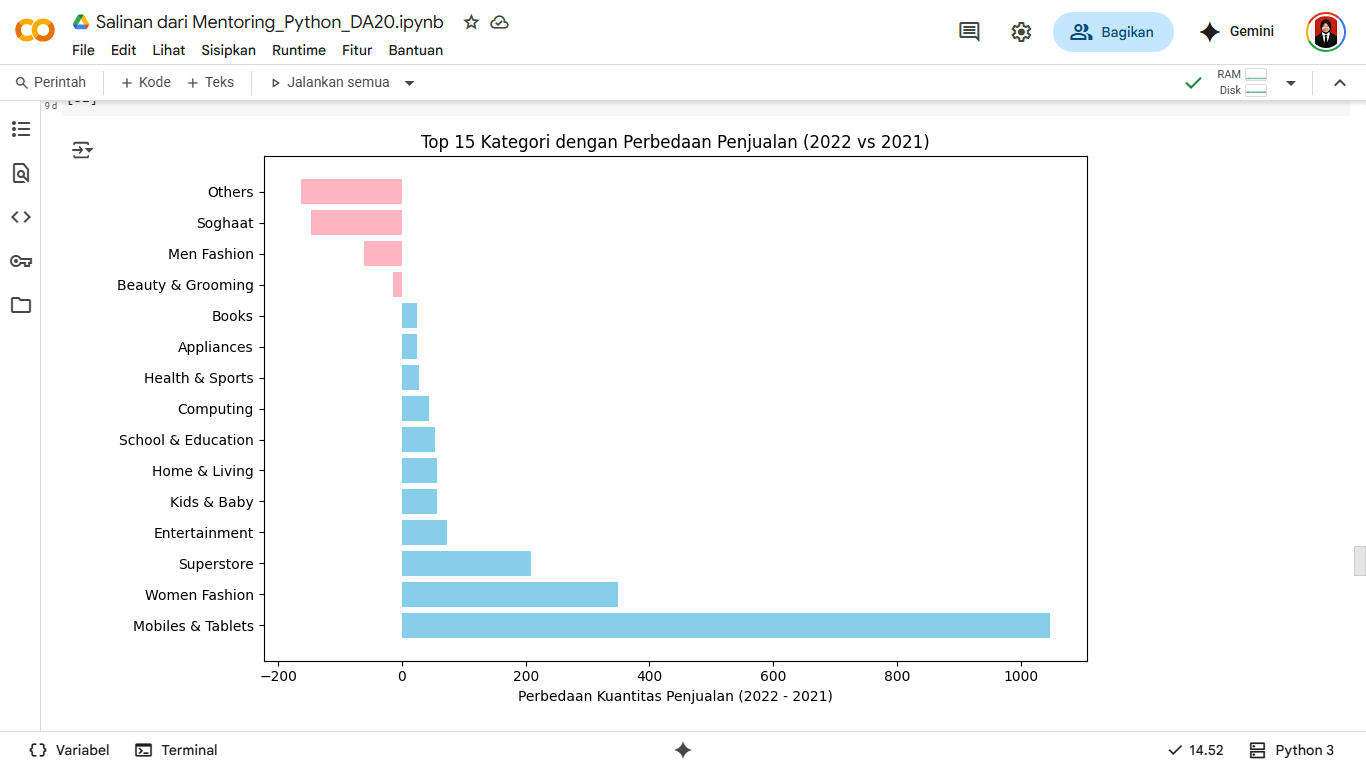 Salinan dari Mentoring_Python_DA20.ipynb
File Edit Lihat Sisipkan Runtime Fitur Bantuan
Bagikan
Gemini
Perintah + Kode + Teks Jalankan semua
RAM
Disk
9 d
Top 15 Kategori dengan Perbedaan Penjualan (2022 vs 2021)
Others
Soghaat
Men Fashion
Beauty & Grooming
Books
Appliances
Health & Sports
Computing
School & Education
Home & Living
Kids & Baby
Entertainment
Superstore
Women Fashion
Mobiles & Tablets
−200 0 200 400 600 800 1000
Perbedaan Kuantitas Penjualan (2022 - 2021)
Variabel Terminal 14.52 Python 3